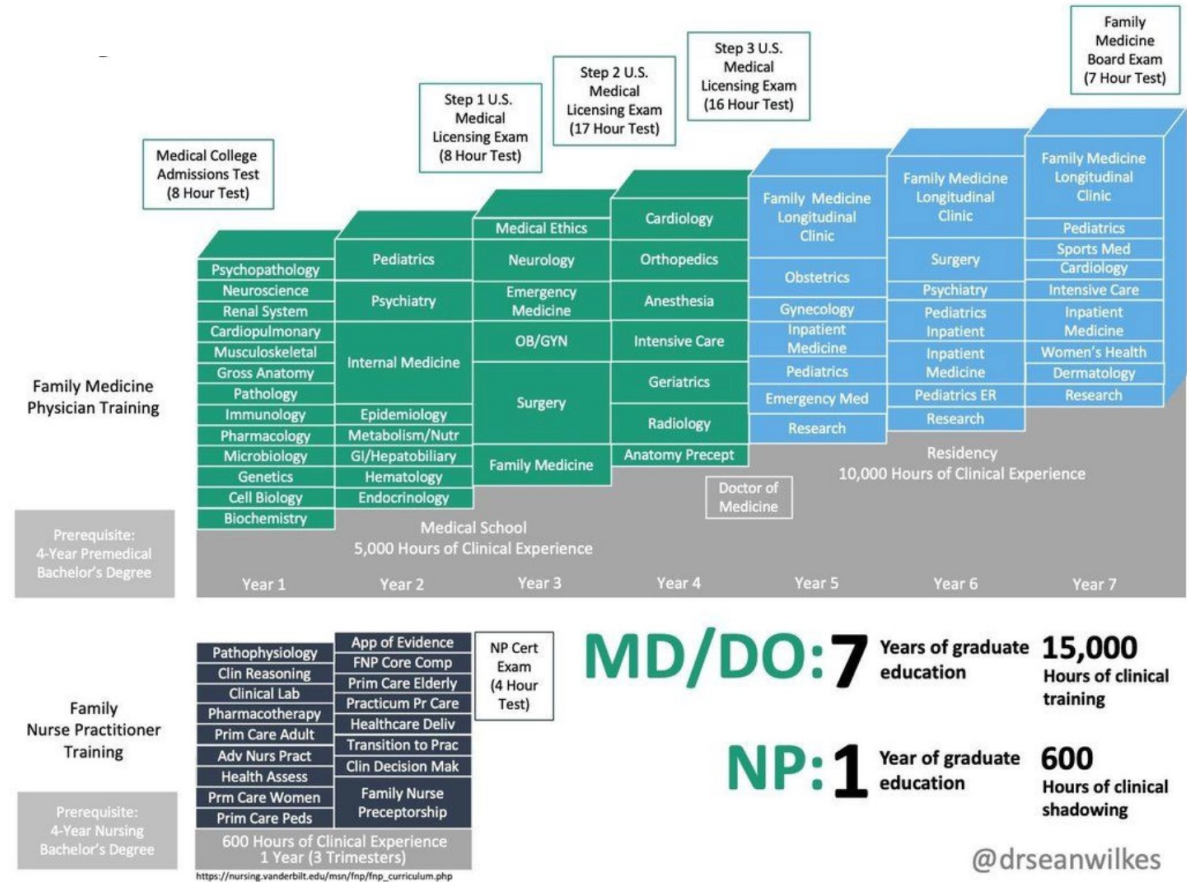 Family
Medicine
Board Exam
(7 Hour Test)
Step 3 U.S.
Medical
Licensing Exam
(16 Hour Test)
Step 2 U.S.
Medical
Licensing Exam
(17 Hour Test)
Step 1 U.S.
Medical
Licensing Exam
(8 Hour Test)
Medical College
Admissions Test
(8 Hour Test)
Family Medicine
Physician Training
Prerequisite:
4-Year Premedical
Bachelor's Degree
Psychopathology
Neuroscience
Renal System
Cardiopulmonary
Musculoskeletal
Gross Anatomy
Pathology
Immunology
Pharmacology
Microbiology
Genetics
Cell Biology
Biochemistry
Pediatrics
Psychiatry
Internal Medicine
Epidemiology
Metabolism/Nutr
GI/Hepatobiliary
Hematology
Endocrinology
Medical Ethics
Neurology
Emergency
Medicine
OB/GYN
Surgery
Family Medicine
Cardiology
Orthopedics
Anesthesia
Intensive Care
Geriatrics
Radiology
Anatomy Precept
Family Medicine
Longitudinal
Clinic
Obstetrics
Gynecology
Inpatient
Medicine
Pediatrics
Emergency Med
Research
Family Medicine
Longitudinal
Clinic
Surgery
Psychiatry
Pediatrics
Inpatient
Inpatient
Medicine
Pediatrics ER
Research
Family Medicine
Longitudinal
Clinic
Pediatrics
Sports Med
Cardiology
Intensive Care
Inpatient
Medicine
Women's Health
Dermatology
Research
Medical School
5,000 Hours of Clinical Experience
Doctor of
Medicine
Residency
10,000 Hours of Clinical Experience
Year 1
Year 2
Year 3
Year 4
Year 5
Year 6
Year 7
Family
Nurse Practitioner
Training
Prerequisite:
4-Year Nursing
Bachelor's Degree
Pathophysiology
Clin Reasoning
Clinical Lab
Pharmacotherapy
Prim Care Adult
Adv Nurs Pract
Health Assess
Prm Care Women
Prim Care Peds
App of Evidence
FNP Core Comp
Prim Care Elderly
Practicum Pr Care
Healthcare Deliv
Transition to Prac
Clin Decision Mak
Family Nurse
Preceptorship
NP Cert
Exam
(4 Hour
Test)
600 Hours of Clinical Experience
1 Year (3 Trimesters)
https://nursing.vanderbilt.edu/msn/fnp/fnp_curriculum.php
MD/DO: 7
Years of graduate
education
15,000
Hours of clinical
training
NP: 1
Year of graduate
education
600
Hours of clinical
shadowing
@drseanwilkes